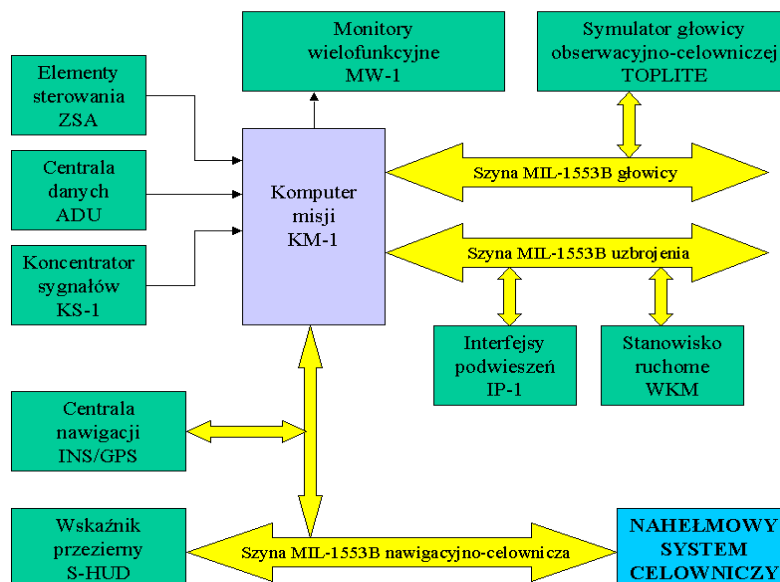 Monitory
wielofunkcyjne
MW-1
Symulator głowicy
obserwacyjno-celowniczej
TOPLITE
Elementy
sterowania
ZSA
Centrala
danych
ADU
Koncentrator
sygnałów
KS-1
Komputer
misji
KM-1
Szyna MIL-1553B głowicy
Szyna MIL-1553B uzbrojenia
Interfejsy
podwieszeń
IP-1
Stanowisko
ruchome
WKM
Centrala
nawigacji
INS/GPS
Wskaźnik
przezierny
S-HUD
Szyna MIL-1553B nawigacyjno-celownicza
NAHEŁMOWY
SYSTEM
CELOWNICZY